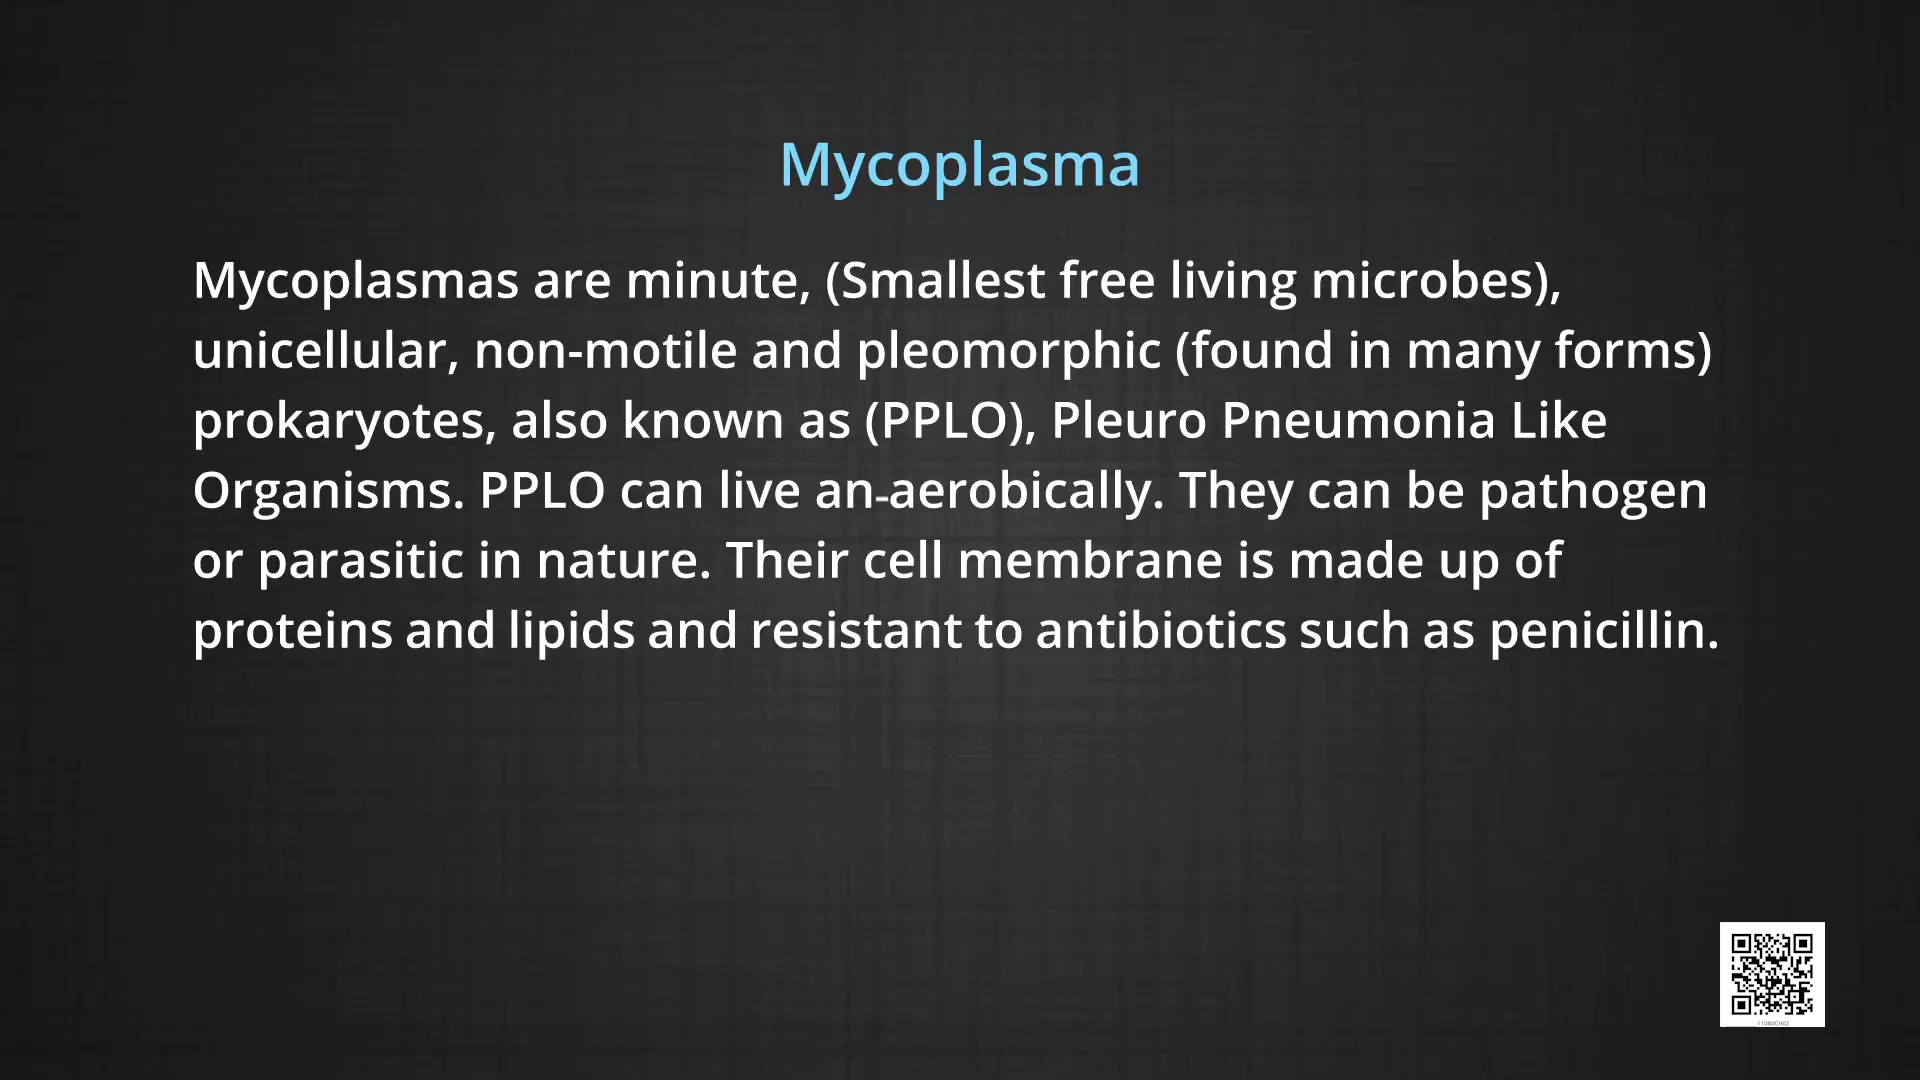 Mycoplasma
Mycoplasmas are minute, (Smallest free living microbes),
unicellular, non-motile and pleomorphic (found in many forms)
prokaryotes, also known as (PPLO), Pleuro Pneumonia Like
Organisms. PPLO can live an-aerobically. They can be pathogen
or parasitic in nature. Their cell membrane is made up of
proteins and lipids and resistant to antibiotics such as penicillin.
11080CH02